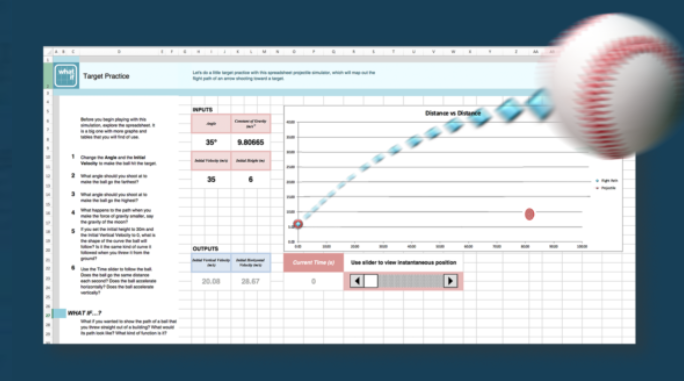 what if
Target Practice
Let's do a little target practice with this spreadsheet projectile simulator, which will map out the
flight path of an arrow shooting toward a target.
Before you begin playing with this
simulation, explore the spreadsheet. It
is a big one with more graphs and
tables that you will find of use.
1 Change the Angle and the Initial
Velocity to make the ball hit the target.
2 What angle should you shoot at to
make the ball go the farthest?
3 What angle should you shoot at to
make the ball go the highest?
4 What happens to the path when you
make the force of gravity smaller, say
the gravity of the moon?
5 If you set the initial height to 30m and
the Initial Vertical Velocity to 0, what is
the shape of the curve the ball will
follow? Is it the same kind of curve it
followed when you threw it from the
ground?
6 Use the Time slider to follow the ball.
Does the ball go the same distance
each second? Does the ball accelerate
horizontally? Does it accelerate
vertically?
WHAT IF...?
What if you wanted to show the path of a ball that
you threw straight out of a building? What would
its path look like? What kind of function is it?
INPUTS
Angle
Constant of Gravity
35° 9.80665
Initial Velocity (m/s) Initial Height (m)
35 6
OUTPUTS
Initial Vertical Velocity (m/s)
Initial Horizontal Velocity (m/s)
20.08 28.67
Distance vs Distance
Current Time (s)
0
Use slider to view instantaneous position